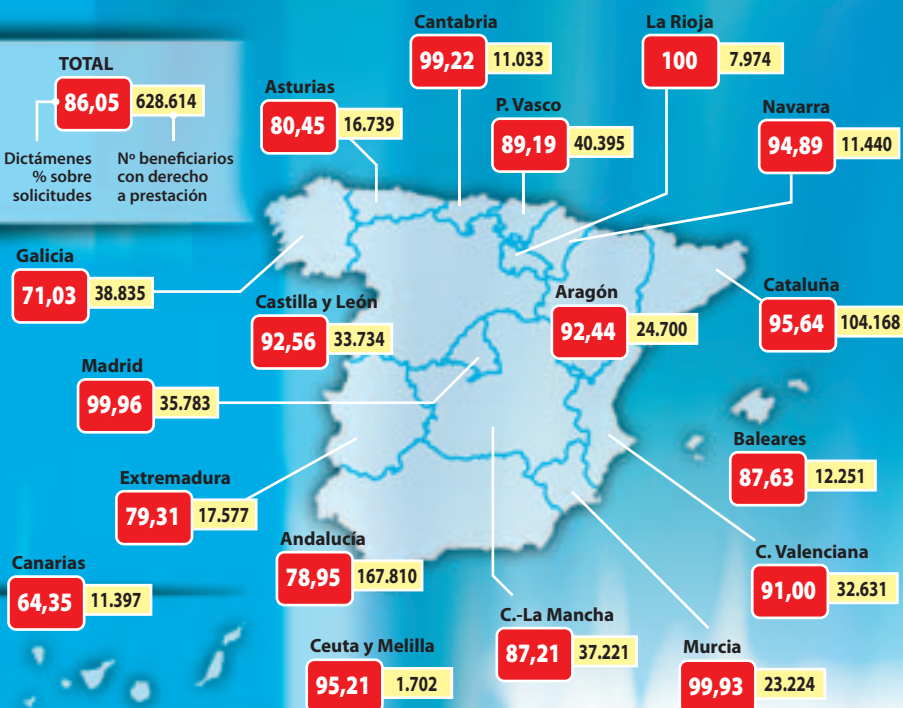 TOTAL
86,05 628.614
Dictámenes
% sobre
solicitudes
Nº beneficiarios
con derecho
a prestación
Cantabria
99,22 11.033
La Rioja
100 7.974
Asturias
80,45 16.739
P. Vasco
89,19 40.395
Navarra
94,89 11.440
Galicia
71,03 38.835
Castilla y León
92,56 33.734
Aragón
92,44 24.700
Cataluña
95,64 104.168
Madrid
99,96 35.783
Baleares
87,63 12.251
Extremadura
79,31 17.577
Andalucía
78,95 167.810
C. Valenciana
91,00 32.631
Canarias
64,35 11.397
C.-La Mancha
87,21 37.221
Ceuta y Melilla
95,21 1.702
Murcia
99,93 23.224